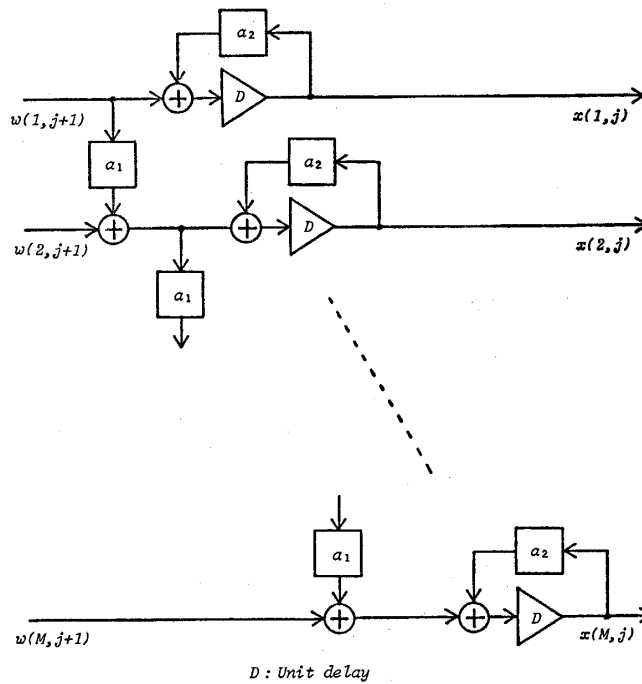 a₂
+ D
w(1,j+1) x(1,j)
a₁
a₂
+ + D
w(2,j+1) x(2,j)
a₁
a₁
a₂
+ + D
w(M,j+1) x(M,j)
D : Unit delay